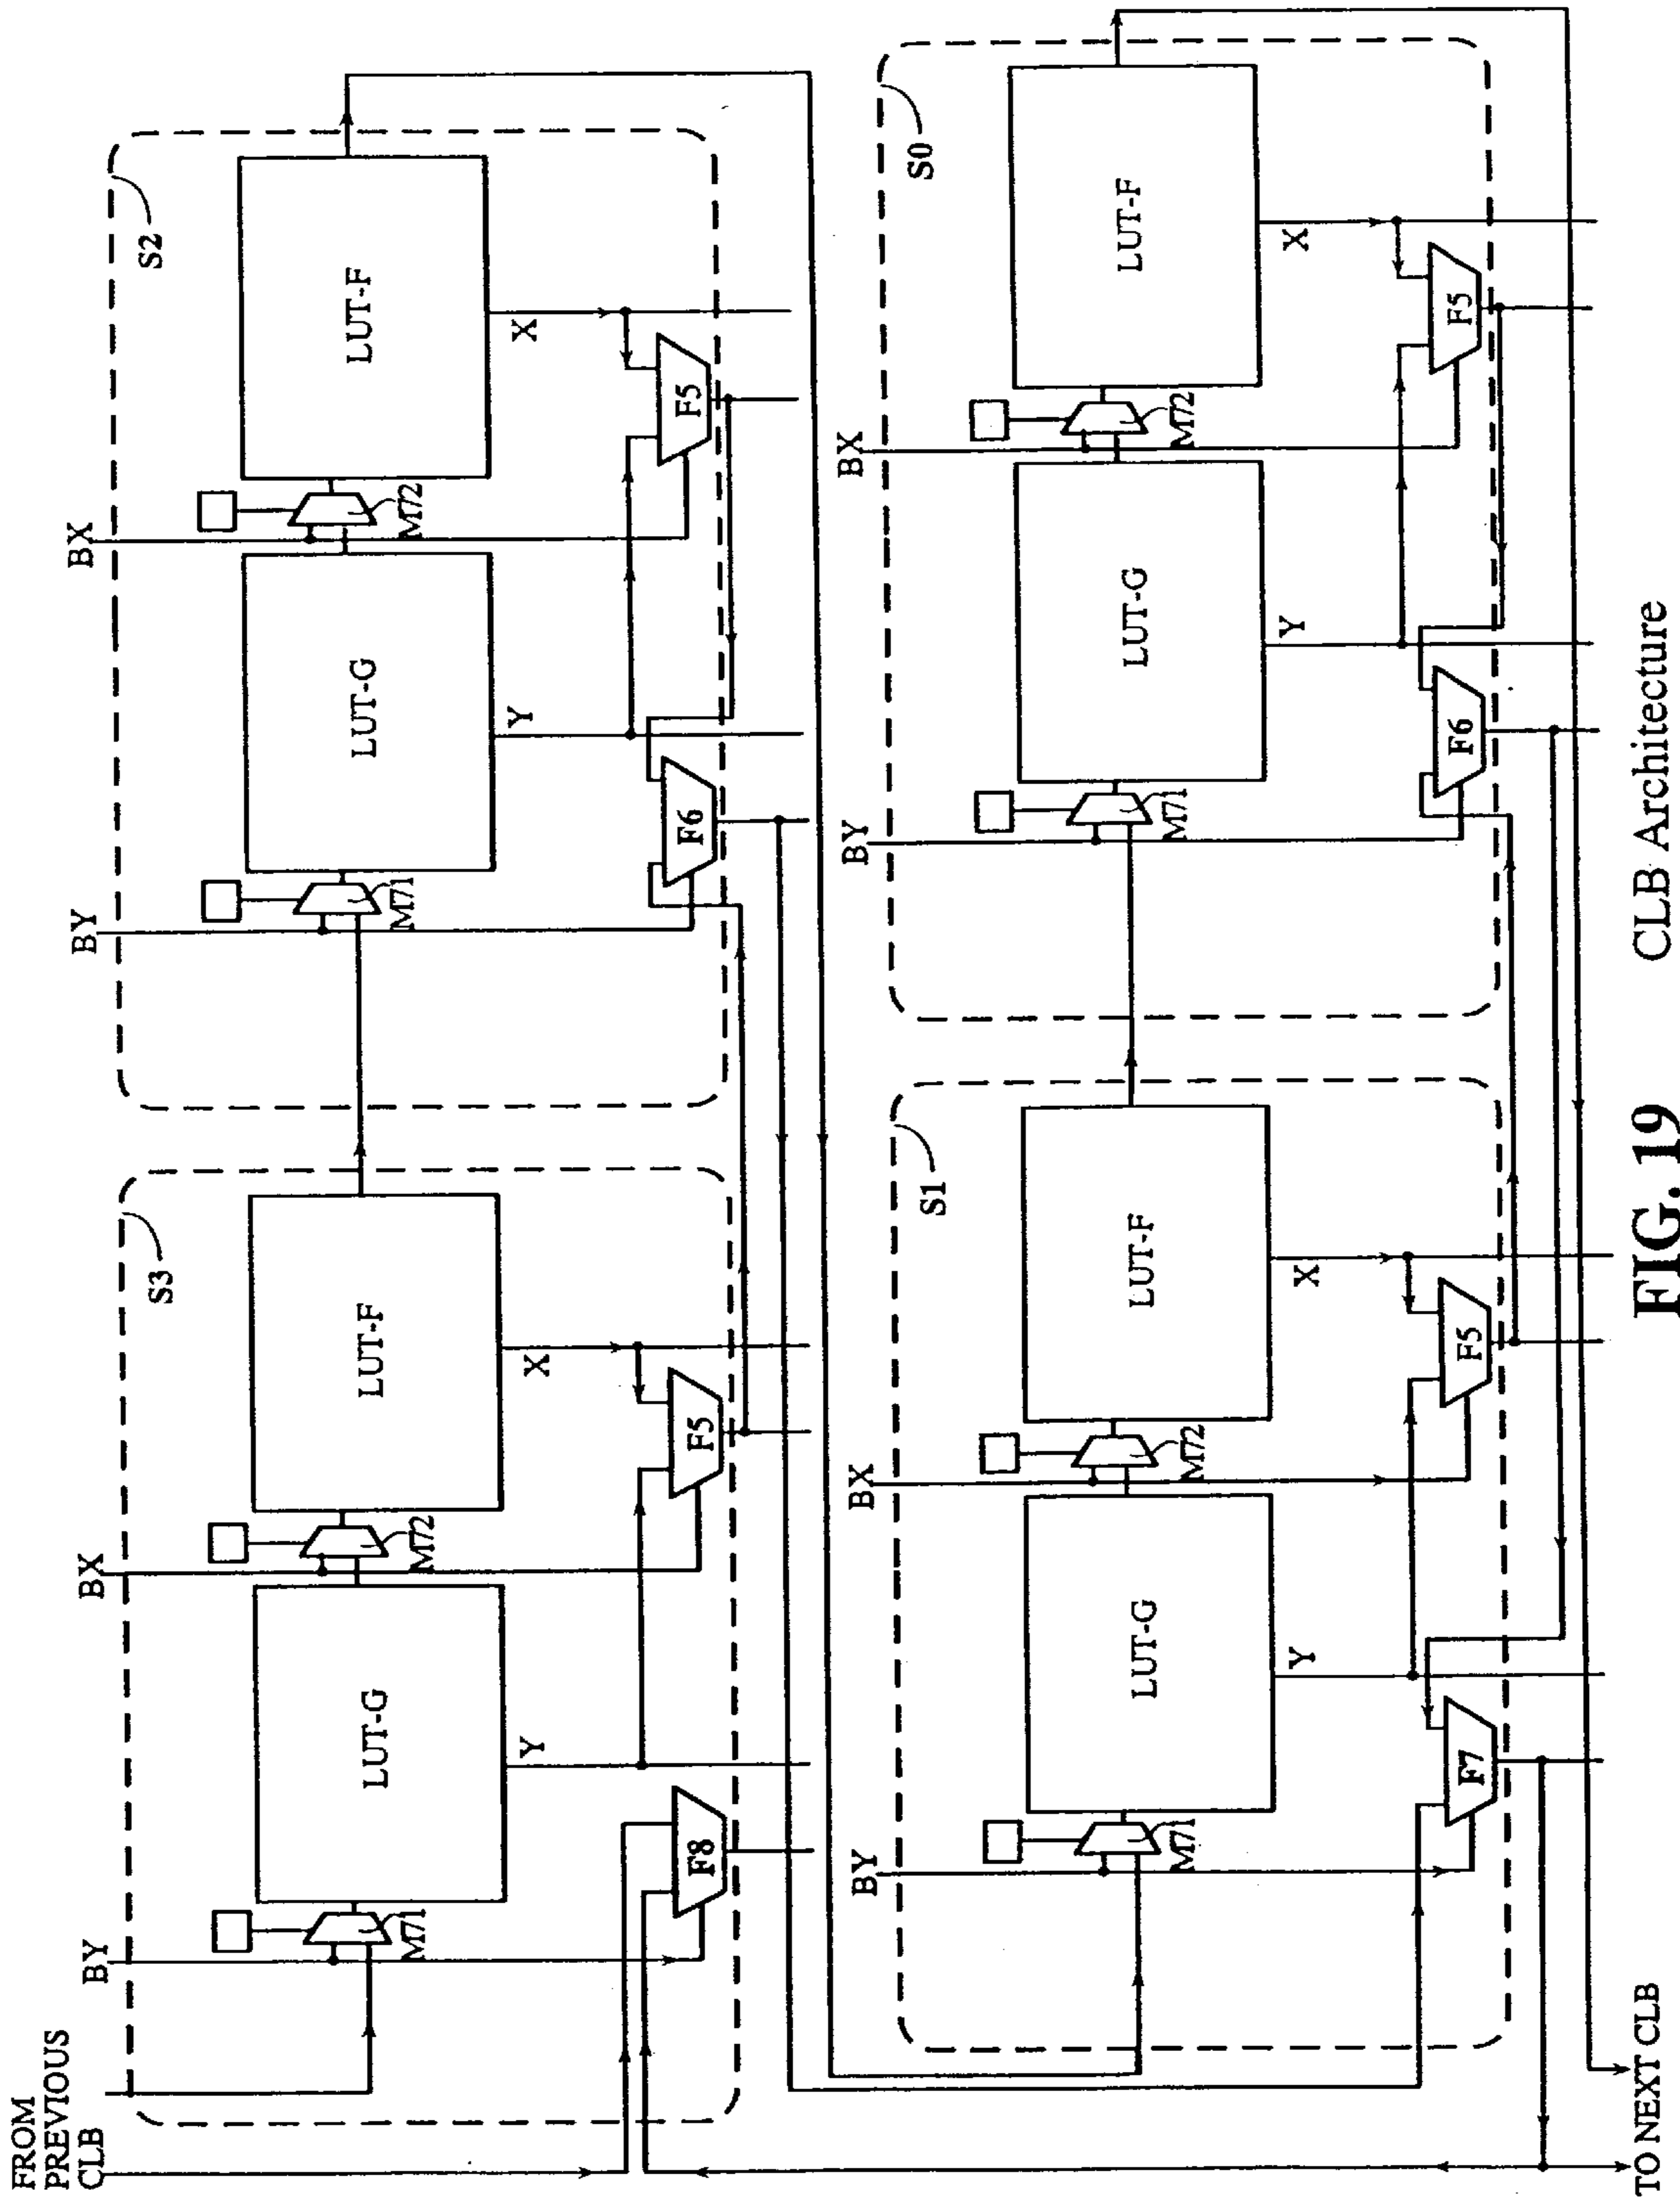 FROM
PREVIOUS
CLB
BY
BX
BY
BX
S3
S2
M71
LUT-G
M72
LUT-F
M71
LUT-G
M72
LUT-F
Y
X
Y
X
F8
F5
F6
F5
BY
BX
BY
BX
S1
S0
M71
LUT-G
M72
LUT-F
M71
LUT-G
M72
LUT-F
Y
X
Y
X
F7
F5
F6
F5
TO NEXT CLB
FIG. 19
CLB Architecture